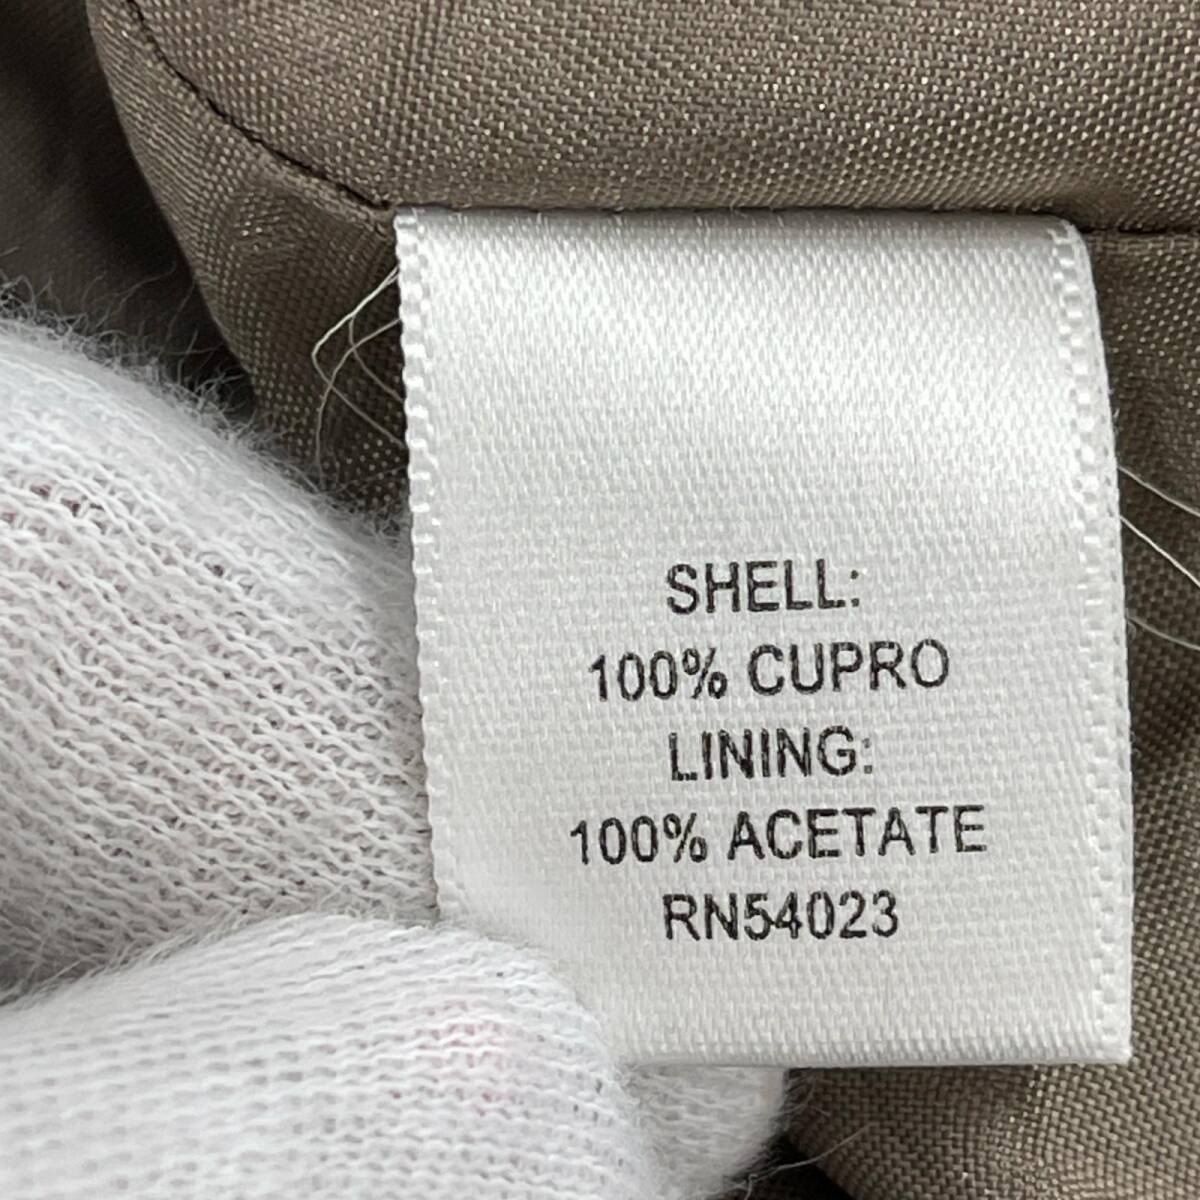 SHELL:
100% CUPRO
LINING:
100% ACETATE
RN54023